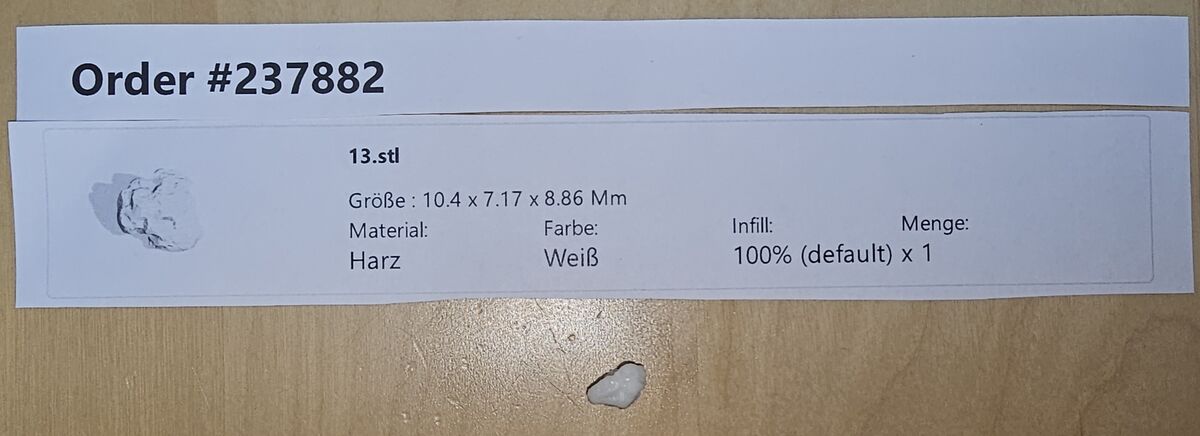 Order #237882
13.stl
Größe : 10.4 x 7.17 x 8.86 Mm
Material: Farbe: Infill: Menge:
Harz Weiß 100% (default) x 1